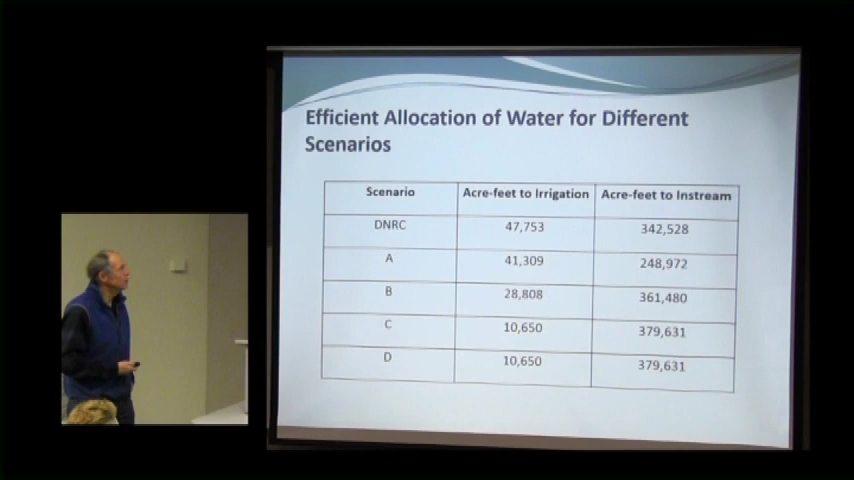 Efficient Allocation of Water for Different
Scenarios
Scenario Acre-feet to Irrigation Acre-feet to Instream
DNRC 47,753 342,528
A 41,309 248,972
B 28,808 361,480
C 10,650 379,631
D 10,650 379,631